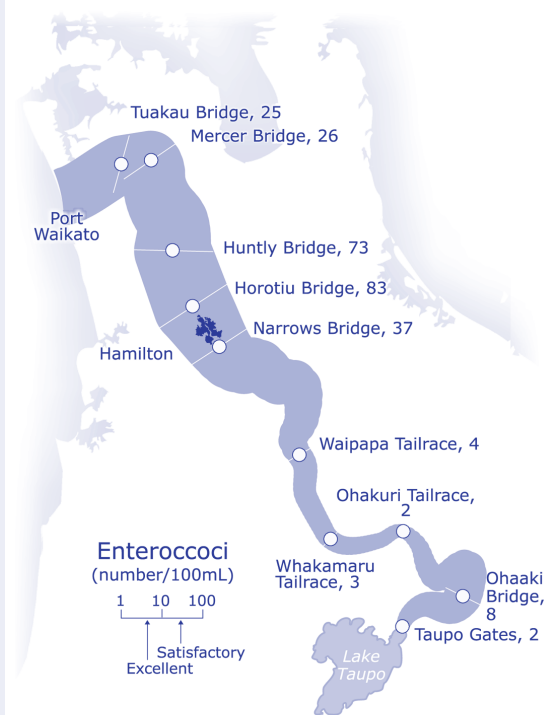 Tuakau Bridge, 25
Mercer Bridge, 26
Port
Waikato
Huntly Bridge, 73
Horotiu Bridge, 83
Narrows Bridge, 37
Hamilton
Waipapa Tailrace, 4
Ohakuri Tailrace,
2
Whakamaru
Tailrace, 3
Ohaaki
Bridge,
8
Taupo Gates, 2
Lake
Taupo
Enteroccoci
(number/100mL)
1 10 100
Satisfactory
Excellent